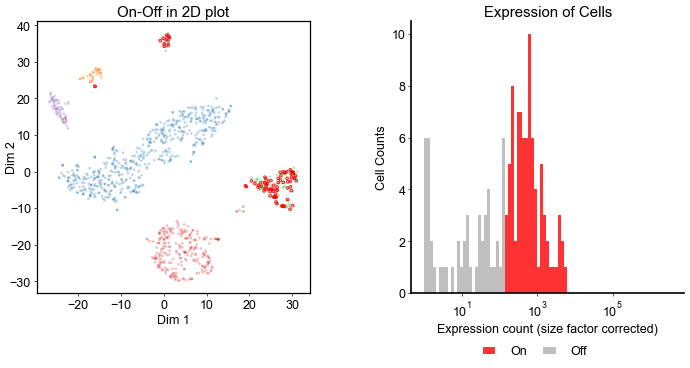 On-Off in 2D plot
Dim 2
40
30
20
10
0
−10
−20
−30
−20 −10 0 10 20 30
Dim 1
Expression of Cells
Cell Counts
10
8
6
4
2
0
10^1 10^3 10^5
Expression count (size factor corrected)
On Off